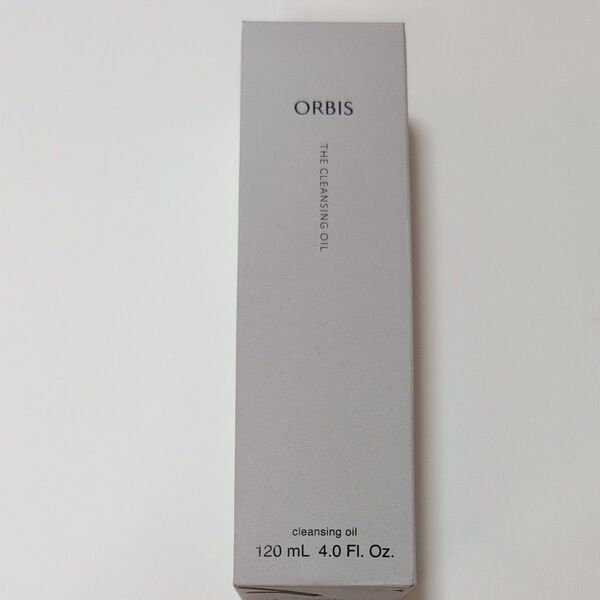 ORBIS
THE CLEANSING OIL
cleansing oil
120 mL 4.0 Fl. Oz.